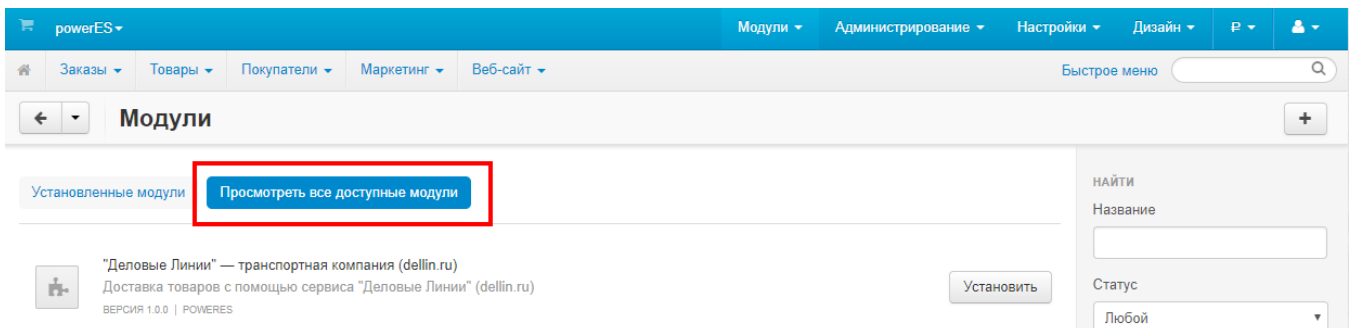 powerES
Модули
Администрирование
Настройки
Дизайн
₽
Заказы
Товары
Покупатели
Маркетинг
Веб-сайт
Быстрое меню
Модули
+
Установленные модули
Просмотреть все доступные модули
НАЙТИ
Название
"Деловые Линии" — транспортная компания (dellin.ru)
Доставка товаров с помощью сервиса "Деловые Линии" (dellin.ru)
ВЕРСИЯ 1.0.0 | POWERES
Установить
Статус
Любой